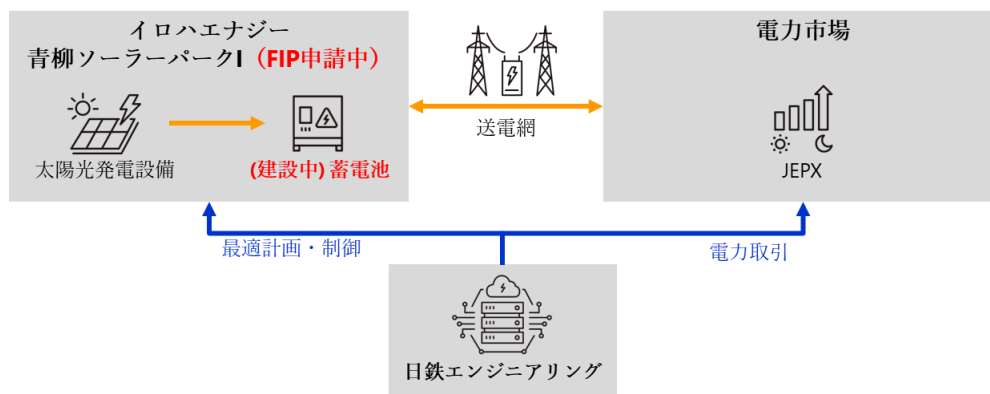 イロハエナジー
青柳ソーラーパークI（FIP申請中）
太陽光発電設備
(建設中) 蓄電池
送電網
電力市場
JEPX
最適計画・制御
電力取引
日鉄エンジニアリング